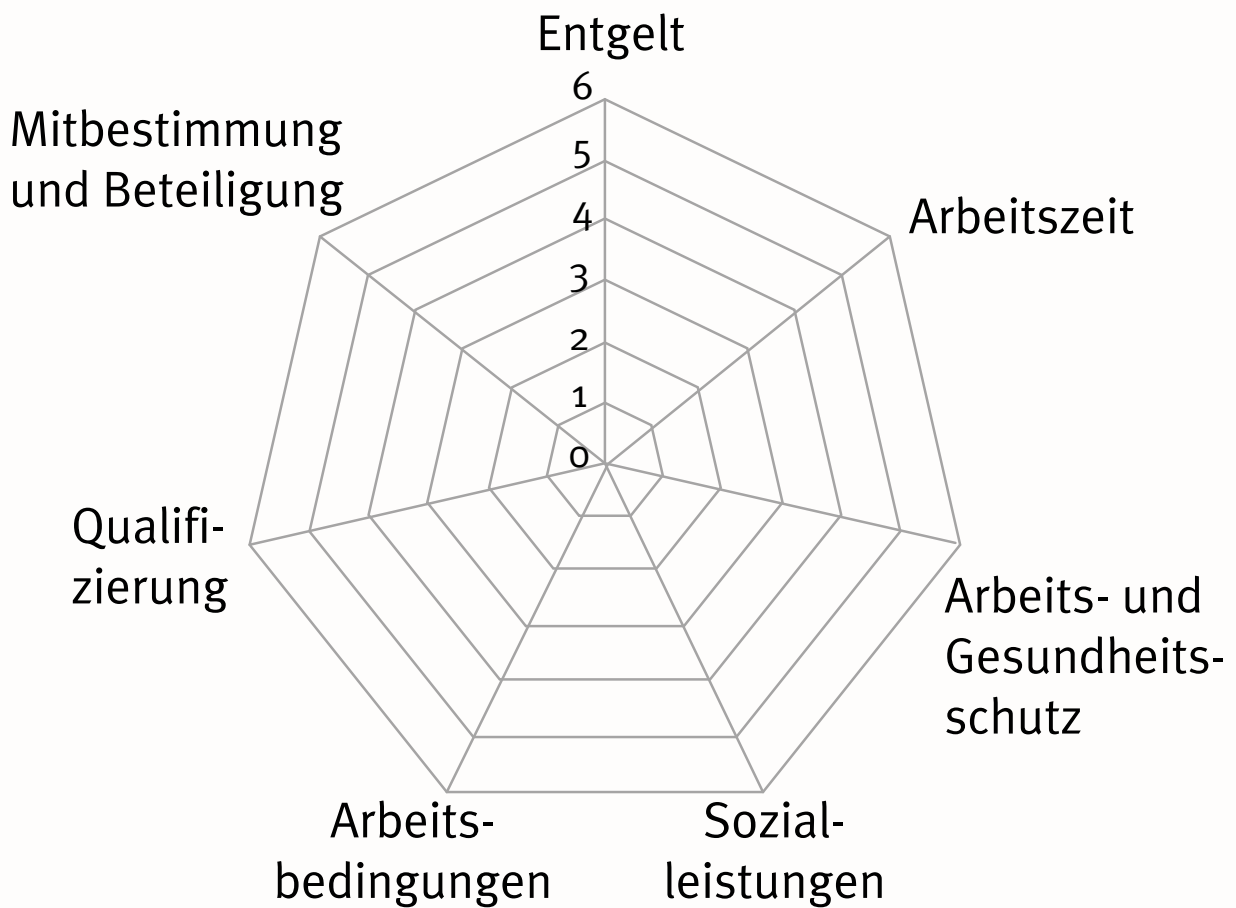 Entgelt
6
5
4
3
2
1
0
Mitbestimmung
und Beteiligung
Arbeitszeit
Qualifi-
zierung
Arbeits- und
Gesundheits-
schutz
Arbeits-
bedingungen
Sozial-
leistungen